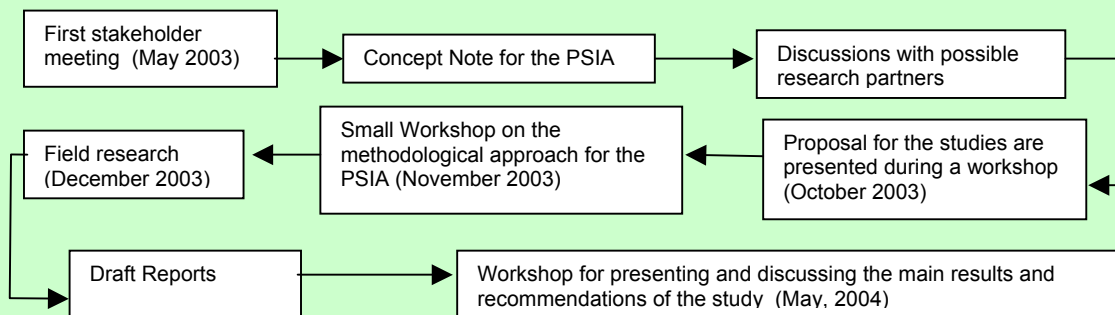 First stakeholder
meeting (May 2003)
Concept Note for the PSIA
Discussions with possible
research partners
Proposal for the studies are
presented during a workshop
(October 2003)
Small Workshop on the
methodological approach for the
PSIA (November 2003)
Field research
(December 2003)
Draft Reports
Workshop for presenting and discussing the main results and
recommendations of the study (May, 2004)